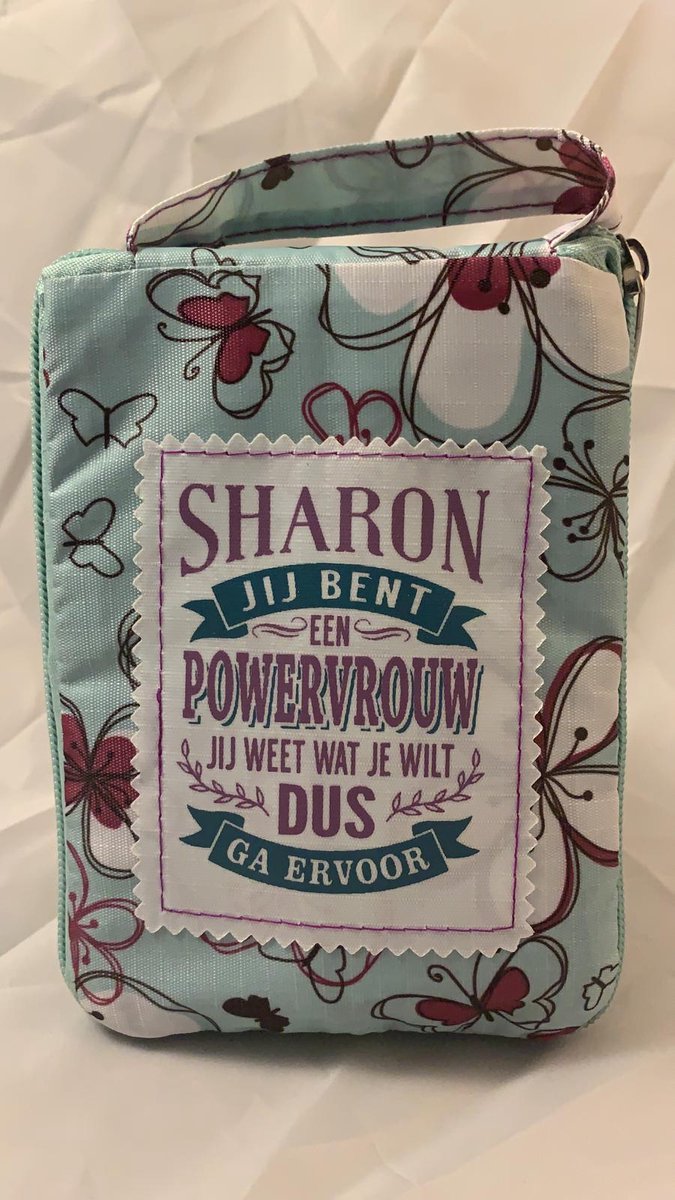 SHARON
JIJ BENT
EEN
POWERVROUW
JIJ WEET WAT JE WILT
DUS
GA ERVOOR